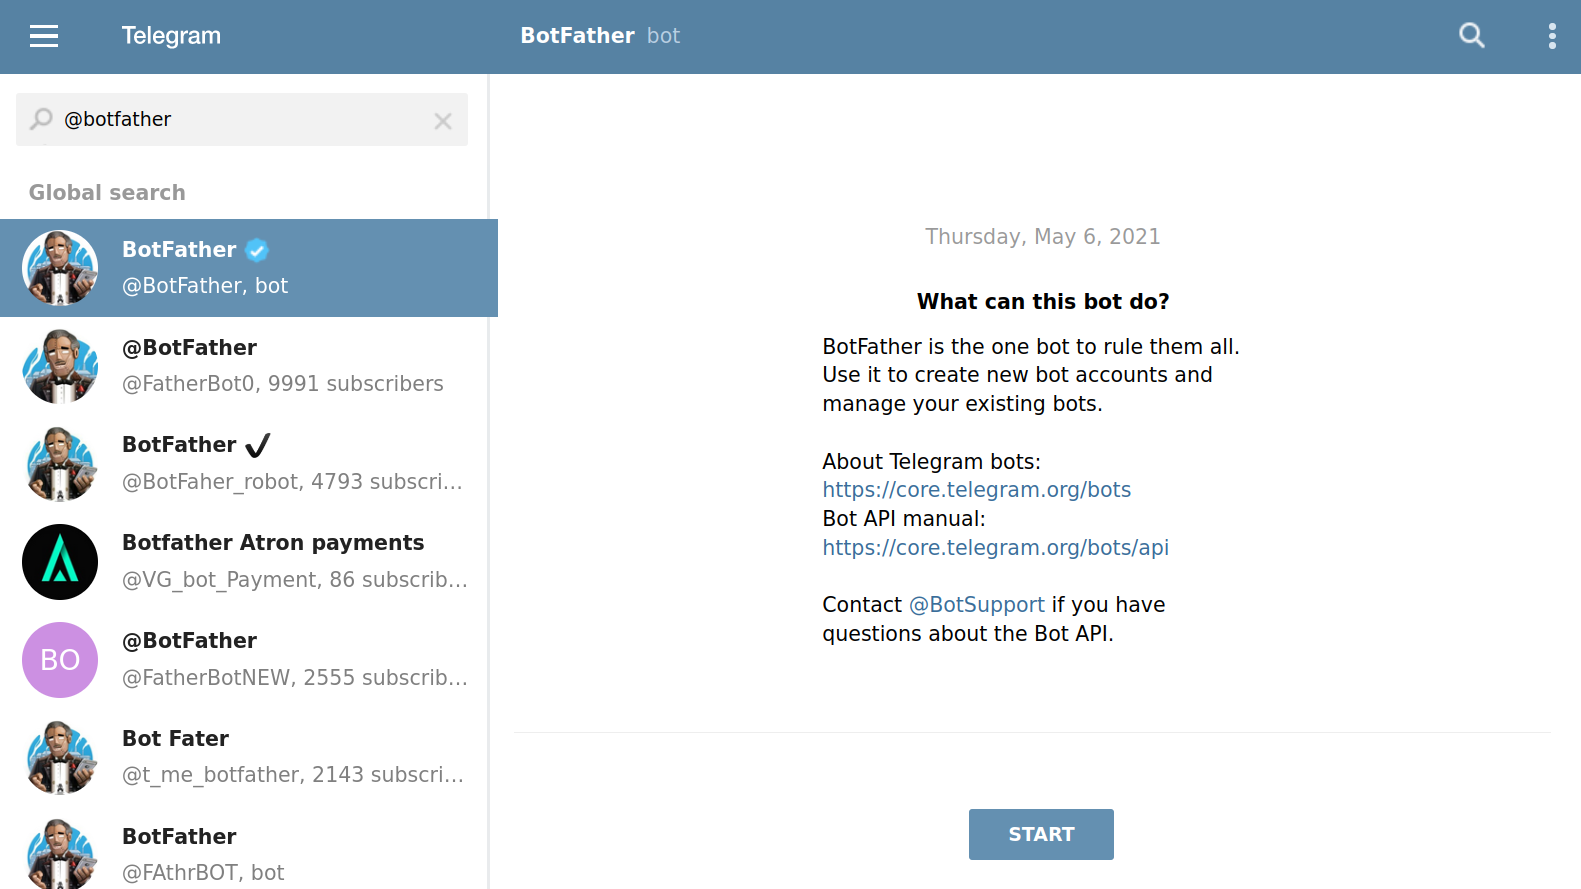 Telegram
BotFather bot
@botfather
Global search
BotFather
@BotFather, bot
@BotFather
@FatherBot0, 9991 subscribers
BotFather ✔
@BotFaher_robot, 4793 subscri...
Botfather Atron payments
@VG_bot_Payment, 86 subscrib...
BO
@BotFather
@FatherBotNEW, 2555 subscrib...
Bot Fater
@t_me_botfather, 2143 subscri...
BotFather
@FAthrBOT, bot
Thursday, May 6, 2021
What can this bot do?
BotFather is the one bot to rule them all.
Use it to create new bot accounts and
manage your existing bots.
About Telegram bots:
https://core.telegram.org/bots
Bot API manual:
https://core.telegram.org/bots/api
Contact @BotSupport if you have
questions about the Bot API.
START